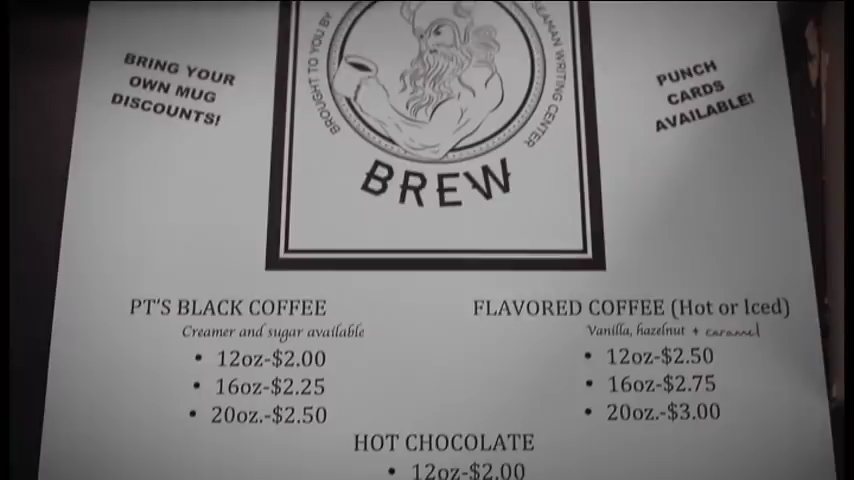 BRING YOUR
OWN MUG
DISCOUNTS!
BROUGHT TO YOU BY
SEAMAN WRITING CENTER
PUNCH
CARDS
AVAILABLE!
BREW
PT'S BLACK COFFEE
Creamer and sugar available
• 12oz-$2.00
• 16oz-$2.25
• 20oz.-$2.50
FLAVORED COFFEE (Hot or Iced)
Vanilla, hazelnut + caramel
• 12oz-$2.50
• 16oz-$2.75
• 20oz.-$3.00
HOT CHOCOLATE
• 12oz-$2.00